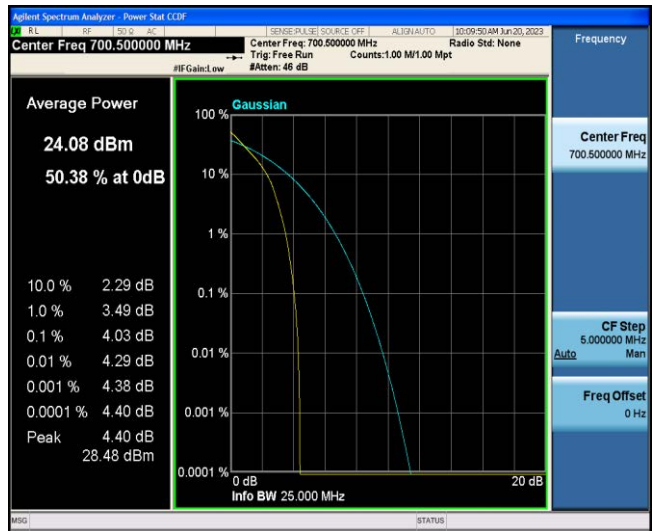 Agilent Spectrum Analyzer - Power Stat CCDF
RL RF 50 Ω AC SENSE:PULSE SOURCE OFF ALIGNAUTO 10:09:50 AM Jun 20, 2023
Center Freq 700.500000 MHz
Center Freq: 700.500000 MHz Radio Std: None
Trig: Free Run Counts:1.00 M/1.00 Mpt
#IFGain:Low #Atten: 46 dB
Frequency
Average Power
24.08 dBm
50.38 % at 0dB
10.0 % 2.29 dB
1.0 % 3.49 dB
0.1 % 4.03 dB
0.01 % 4.29 dB
0.001 % 4.38 dB
0.0001 % 4.40 dB
Peak 4.40 dB
28.48 dBm
Gaussian
100 %
10 %
1 %
0.1 %
0.01 %
0.001 %
0.0001 %
0 dB 20 dB
Info BW 25.000 MHz
Center Freq
700.500000 MHz
CF Step
5.000000 MHz
Auto Man
Freq Offset
0 Hz
MSG STATUS